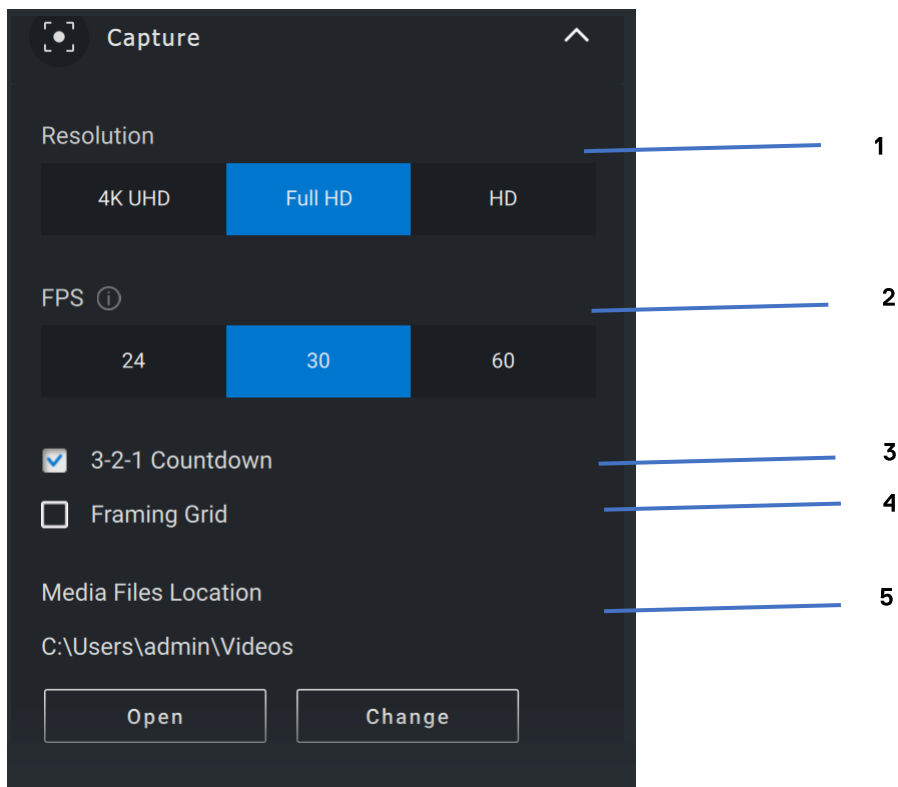 Capture
Resolution
1
4K UHD Full HD HD
FPS
2
24 30 60
3-2-1 Countdown
3
Framing Grid
4
Media Files Location
5
C:\Users\admin\Videos
Open Change